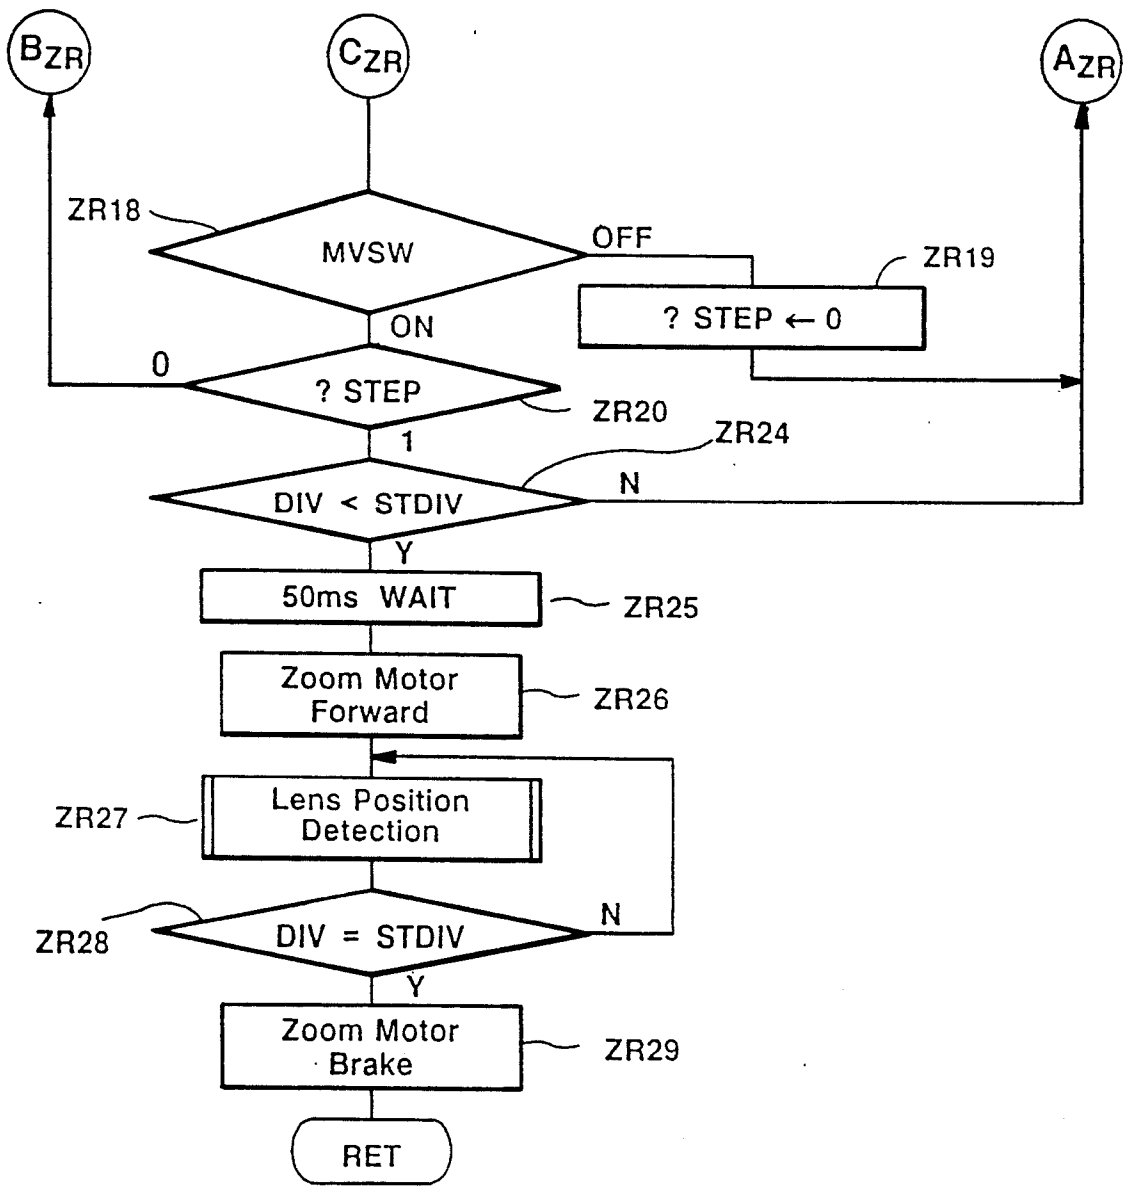 BZR
CZR
AZR
ZR18
MVSW
OFF
ZR19
? STEP ← 0
ON
0
? STEP
ZR20
1
ZR24
DIV < STDIV
N
Y
50ms WAIT
ZR25
Zoom Motor
Forward
ZR26
Lens Position
Detection
ZR27
ZR28
DIV = STDIV
N
Y
Zoom Motor
Brake
ZR29
RET